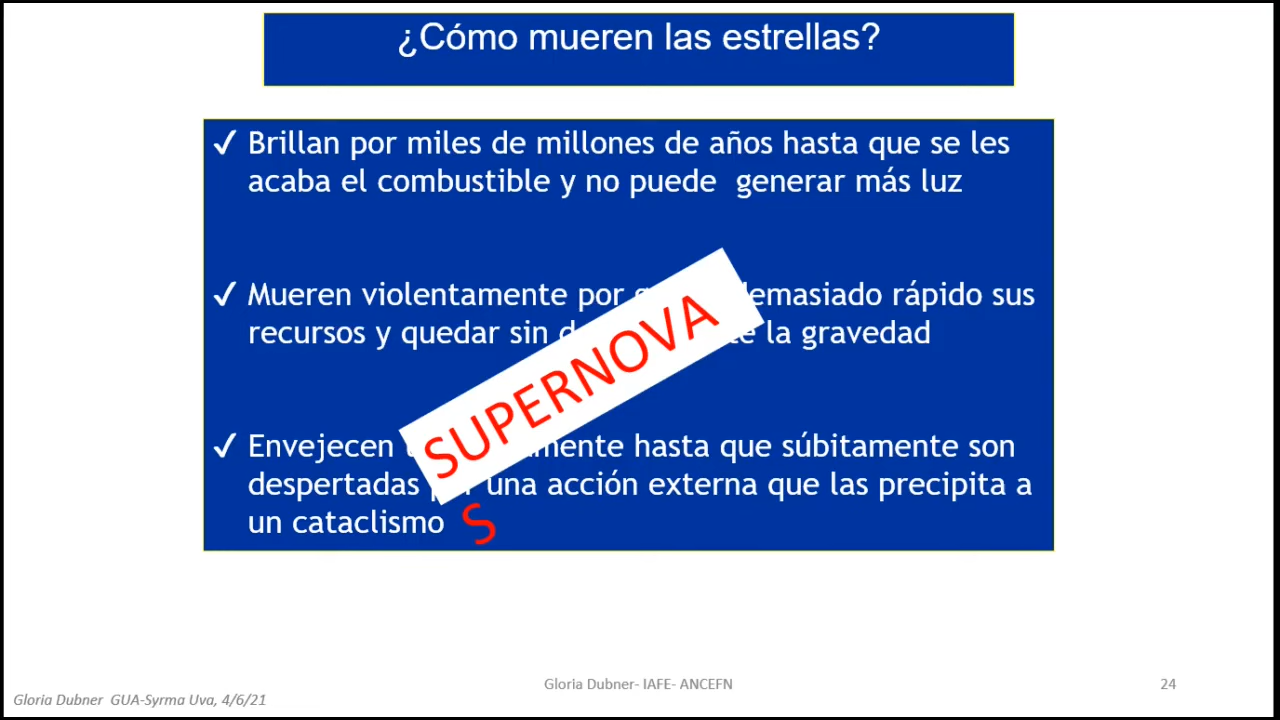 ¿Cómo mueren las estrellas?
✓ Brillan por miles de millones de años hasta que se les
acaba el combustible y no puede generar más luz
✓ Mueren violentamente por demasiado rápido sus
recursos y quedar sin la gravedad
✓ Envejecen hasta que súbitamente son
despertadas una acción externa que las precipita a
un cataclismo
SUPERNOVA
S
Gloria Dubner- IAFE- ANCEFN
24
Gloria Dubner GUA-Syrma Uva, 4/6/21